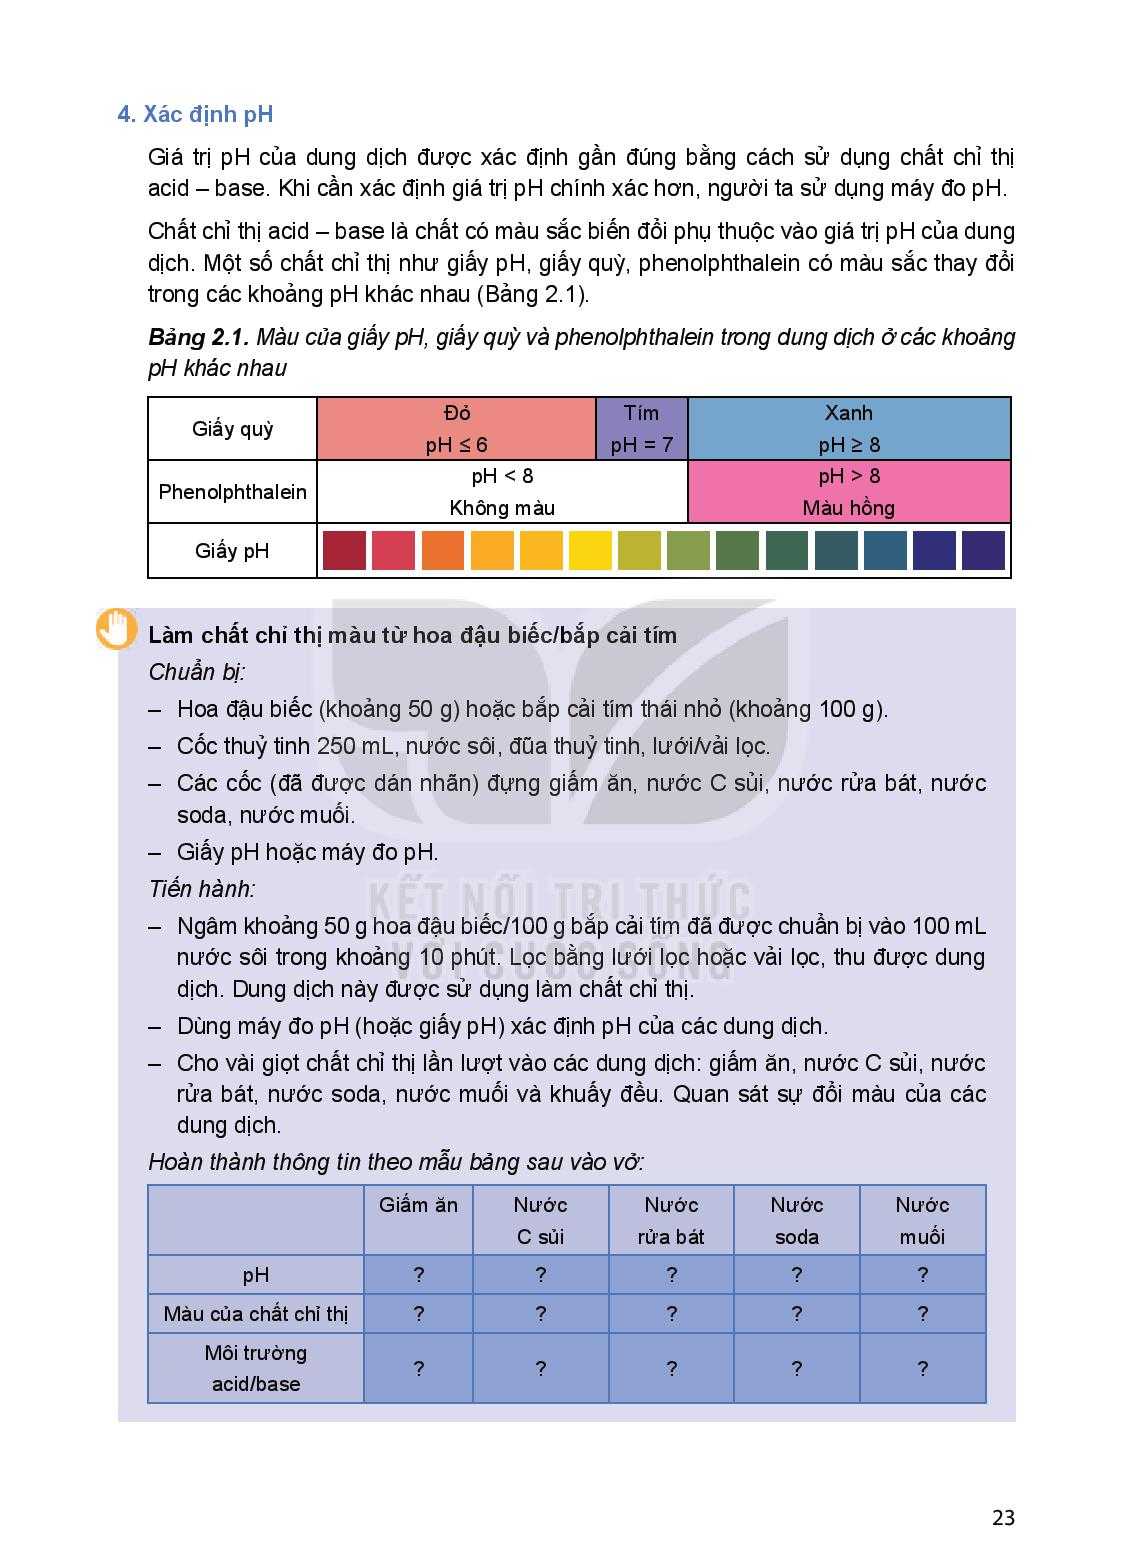 4. Xác định pH
Giá trị pH của dung dịch được xác định gần đúng bằng cách sử dụng chất chỉ thị
acid – base. Khi cần xác định giá trị pH chính xác hơn, người ta sử dụng máy đo pH.
Chất chỉ thị acid – base là chất có màu sắc biến đổi phụ thuộc vào giá trị pH của dung
dịch. Một số chất chỉ thị như giấy pH, giấy quỳ, phenolphthalein có màu sắc thay đổi
trong các khoảng pH khác nhau (Bảng 2.1).
Bảng 2.1. Màu của giấy pH, giấy quỳ và phenolphthalein trong dung dịch ở các khoảng
pH khác nhau
Giấy quỳ
Đỏ
pH ≤ 6
Tím
pH = 7
Xanh
pH ≥ 8
Phenolphthalein
pH < 8
Không màu
pH > 8
Màu hồng
Giấy pH
Làm chất chỉ thị màu từ hoa đậu biếc/bắp cải tím
Chuẩn bị:
– Hoa đậu biếc (khoảng 50 g) hoặc bắp cải tím thái nhỏ (khoảng 100 g).
– Cốc thuỷ tinh 250 mL, nước sôi, đũa thuỷ tinh, lưới/vải lọc.
– Các cốc (đã được dán nhãn) đựng giấm ăn, nước C sủi, nước rửa bát, nước
soda, nước muối.
– Giấy pH hoặc máy đo pH.
Tiến hành:
KẾT NỐI TRI THỨC
– Ngâm khoảng 50 g hoa đậu biếc/100 g bắp cải tím đã được chuẩn bị vào 100 mL
nước sôi trong khoảng 10 phút. Lọc bằng lưới lọc hoặc vải lọc, thu được dung
VỚI CUỘC SỐNG
dịch. Dung dịch này được sử dụng làm chất chỉ thị.
– Dùng máy đo pH (hoặc giấy pH) xác định pH của các dung dịch.
– Cho vài giọt chất chỉ thị lần lượt vào các dung dịch: giấm ăn, nước C sủi, nước
rửa bát, nước soda, nước muối và khuấy đều. Quan sát sự đổi màu của các
dung dịch.
Hoàn thành thông tin theo mẫu bảng sau vào vở:
Giấm ăn
Nước
C sủi
Nước
rửa bát
Nước
soda
Nước
muối
pH ? ? ? ? ?
Màu của chất chỉ thị ? ? ? ? ?
Môi trường
acid/base
? ? ? ? ?
23